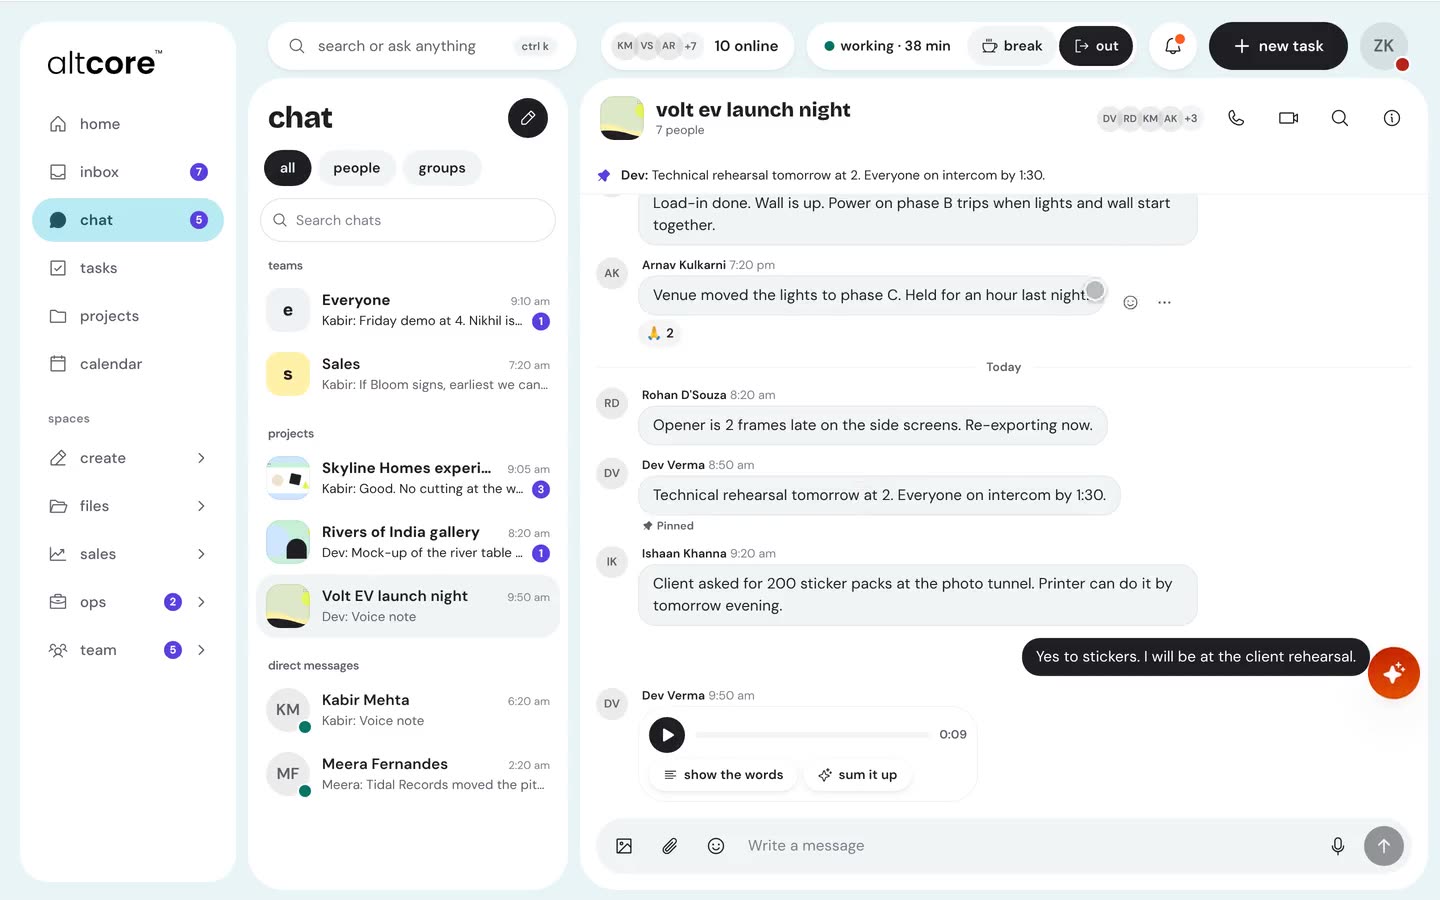 altcore™
home
inbox 7
chat 5
tasks
projects
calendar
spaces
create
files
sales
ops 2
team 5
search or ask anything ctrl k
KM VS AR +7 10 online
working · 38 min break out
new task
ZK
chat
all people groups
Search chats
teams
e
Everyone 9:10 am
Kabir: Friday demo at 4. Nikhil is... 1
s
Sales 7:20 am
Kabir: If Bloom signs, earliest we can...
projects
Skyline Homes experi... 9:05 am
Kabir: Good. No cutting at the w... 3
Rivers of India gallery 8:20 am
Dev: Mock-up of the river table ... 1
Volt EV launch night 9:50 am
Dev: Voice note
direct messages
KM
Kabir Mehta 6:20 am
Kabir: Voice note
MF
Meera Fernandes 2:20 am
Meera: Tidal Records moved the pit...
volt ev launch night
7 people
DV RD KM AK +3
Dev: Technical rehearsal tomorrow at 2. Everyone on intercom by 1:30.
Load-in done. Wall is up. Power on phase B trips when lights and wall start
together.
AK
Arnav Kulkarni 7:20 pm
Venue moved the lights to phase C. Held for an hour last night.
🙏 2
Today
RD
Rohan D'Souza 8:20 am
Opener is 2 frames late on the side screens. Re-exporting now.
DV
Dev Verma 8:50 am
Technical rehearsal tomorrow at 2. Everyone on intercom by 1:30.
Pinned
IK
Ishaan Khanna 9:20 am
Client asked for 200 sticker packs at the photo tunnel. Printer can do it by
tomorrow evening.
Yes to stickers. I will be at the client rehearsal.
DV
Dev Verma 9:50 am
0:09
show the words sum it up
Write a message